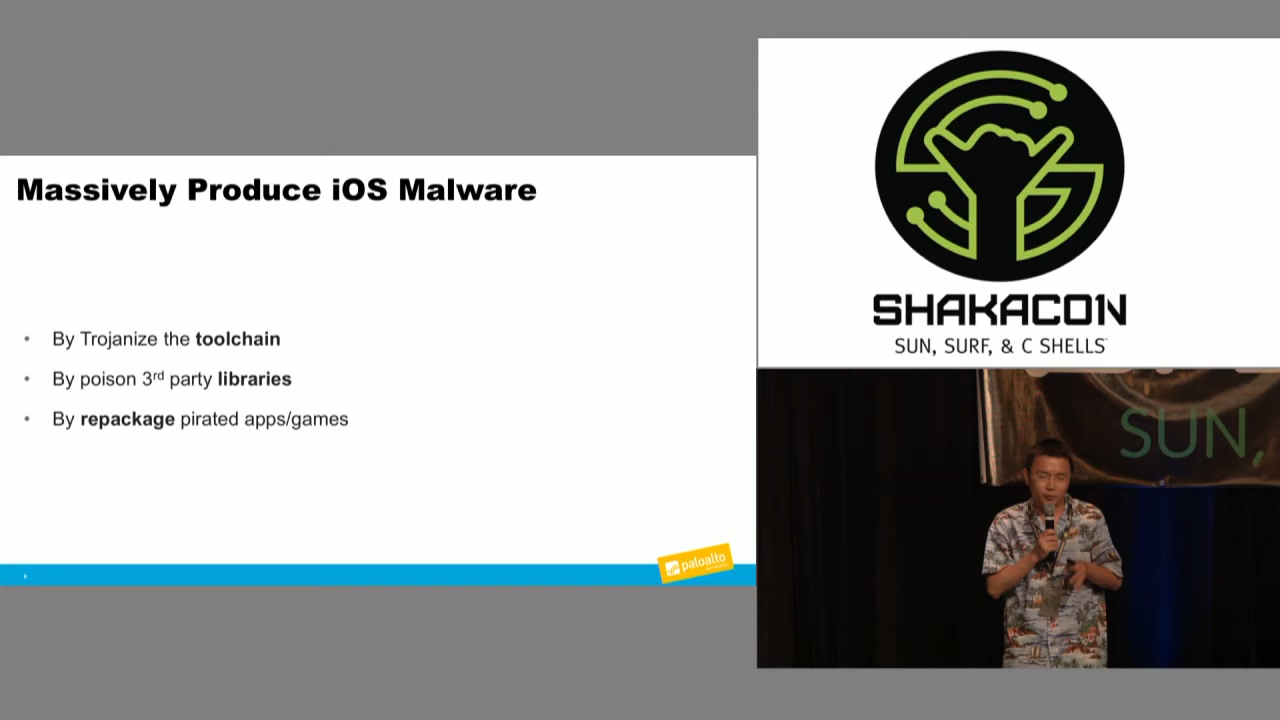 Massively Produce iOS Malware
• By Trojanize the toolchain
• By poison 3rd party libraries
• By repackage pirated apps/games
paloalto
SHAKACON
SUN, SURF, & C SHELLS
SUN,